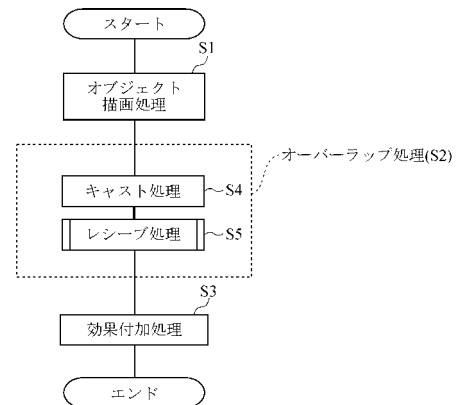 スタート
S1
オブジェクト
描画処理
オーバーラップ処理(S2)
キャスト処理
S4
レシーブ処理
S5
S3
効果付加処理
エンド